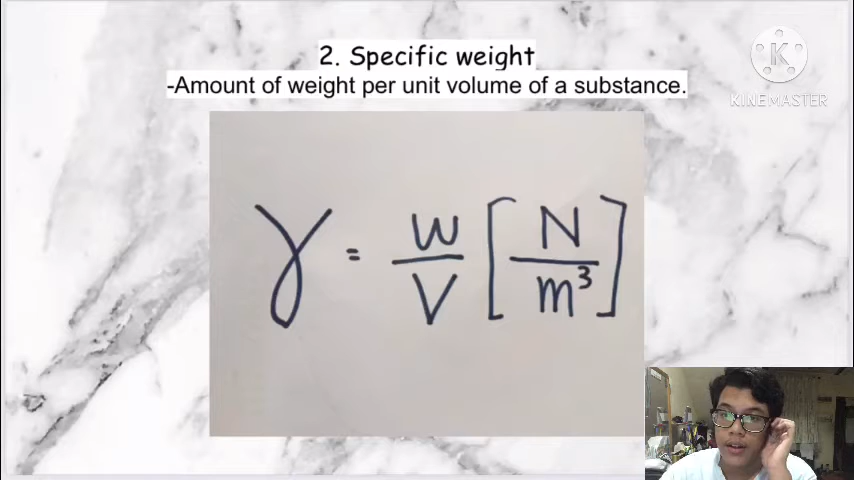 2. Specific weight
-Amount of weight per unit volume of a substance.
K
KINEMASTER
γ = W/V [N/m³]